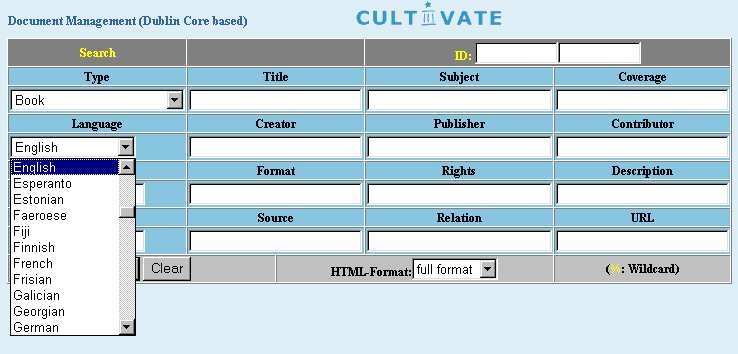 Document Management (Dublin Core based)
CULTIVATE
Search
ID:
Type
Title
Subject
Coverage
Book
Language
Creator
Publisher
Contributor
English
English
Esperanto
Estonian
Faeroese
Fiji
Finnish
French
Frisian
Galician
Georgian
German
Format
Rights
Description
Source
Relation
URL
Clear
HTML-Format: full format
(%: Wildcard)